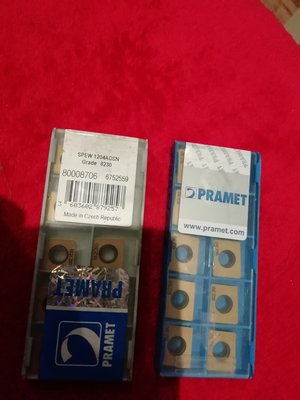 SPEW 1204ADSN
Grade 8230
80008706 6752559
Made in Czech Republic
PRAMET
PRAMET
www.pramet.com